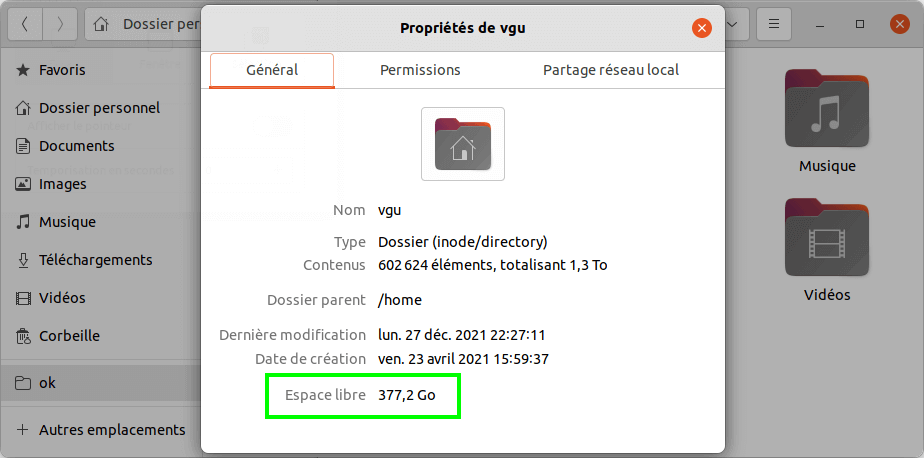 Dossier per
Propriétés de vgu
Général
Permissions
Partage réseau local
Favoris
Dossier personnel
Documents
Images
Musique
Téléchargements
Vidéos
Corbeille
ok
Autres emplacements
Nom vgu
Type Dossier (inode/directory)
Contenus 602 624 éléments, totalisant 1,3 To
Dossier parent /home
Dernière modification lun. 27 déc. 2021 22:27:11
Date de création ven. 23 avril 2021 15:59:37
Espace libre 377,2 Go
Musique
Vidéos